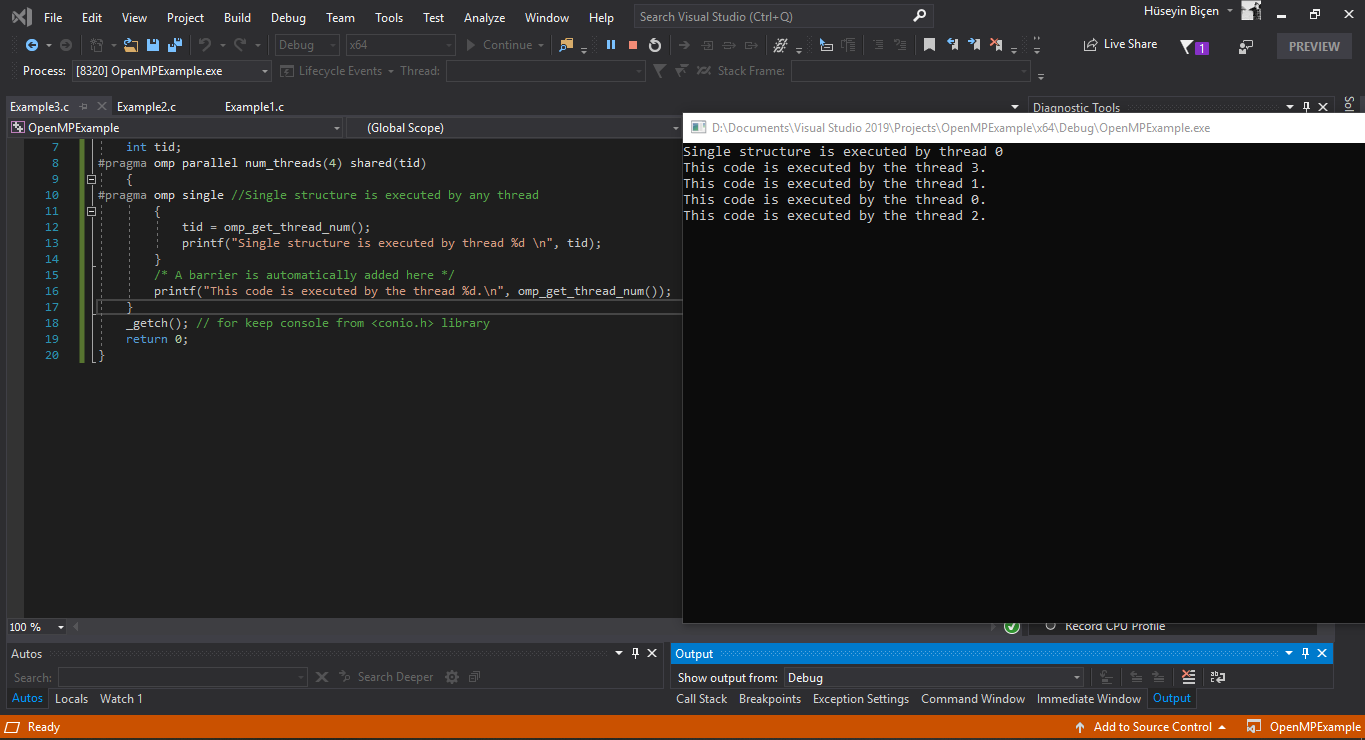 File Edit View Project Build Debug Team Tools Test Analyze Window Help Search Visual Studio (Ctrl+Q) Hüseyin Biçen
Debug x64 Continue Live Share 1 PREVIEW
Process: [8320] OpenMPExample.exe Lifecycle Events Thread: Stack Frame:
Example3.c Example2.c Example1.c Diagnostic Tools
OpenMPExample (Global Scope)
7 int tid;
8 #pragma omp parallel num_threads(4) shared(tid)
9 {
10 #pragma omp single //Single structure is executed by any thread
11 {
12 tid = omp_get_thread_num();
13 printf("Single structure is executed by thread %d \n", tid);
14 }
15 /* A barrier is automatically added here */
16 printf("This code is executed by the thread %d.\n", omp_get_thread_num());
17 }
18 _getch(); // for keep console from <conio.h> library
19 return 0;
20 }
D:\Documents\Visual Studio 2019\Projects\OpenMPExample\x64\Debug\OpenMPExample.exe
Single structure is executed by thread 0
This code is executed by the thread 3.
This code is executed by the thread 1.
This code is executed by the thread 0.
This code is executed by the thread 2.
100 %
Record CPU Profile
Autos
Search: Search Deeper
Autos Locals Watch 1
Output
Show output from: Debug
Call Stack Breakpoints Exception Settings Command Window Immediate Window Output
Ready Add to Source Control OpenMPExample